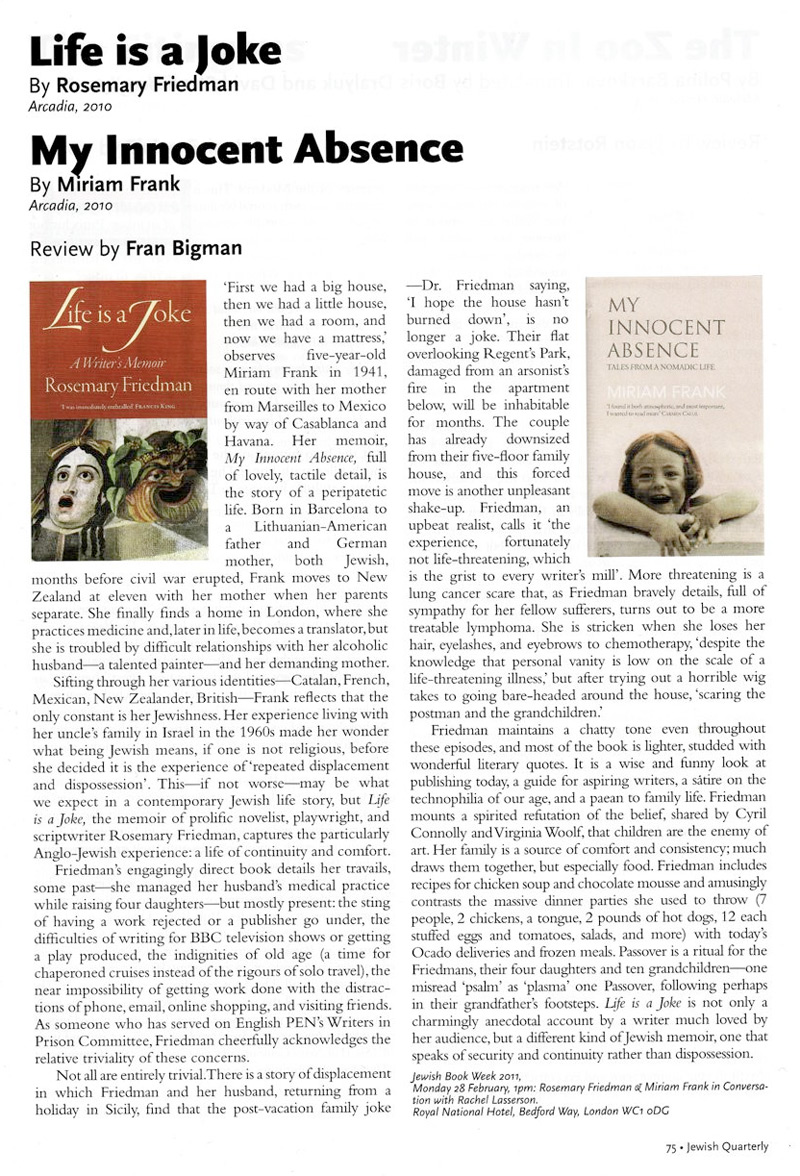 Life is a Joke
By Rosemary Friedman
Arcadia, 2010
My Innocent Absence
By Miriam Frank
Arcadia, 2010
Review by Fran Bigman
Life is a Joke
A Writer's Memoir
Rosemary Friedman
'I was immediately enthralled' FRANCIS KING
'First we had a big house,
then we had a little house,
then we had a room, and
now we have a mattress,'
observes five-year-old
Miriam Frank in 1941,
en route with her mother
from Marseilles to Mexico
by way of Casablanca and
Havana. Her memoir,
My Innocent Absence, full
of lovely, tactile detail, is
the story of a peripatetic
life. Born in Barcelona to
a Lithuanian-American
father and German
mother, both Jewish,
months before civil war erupted, Frank moves to New
Zealand at eleven with her mother when her parents
separate. She finally finds a home in London, where she
practices medicine and, later in life, becomes a translator, but
she is troubled by difficult relationships with her alcoholic
husband—a talented painter—and her demanding mother.
Sifting through her various identities—Catalan, French,
Mexican, New Zealander, British—Frank reflects that the
only constant is her Jewishness. Her experience living with
her uncle's family in Israel in the 1960s made her wonder
what being Jewish means, if one is not religious, before
she decided it is the experience of 'repeated displacement
and dispossession'. This—if not worse—may be what
we expect in a contemporary Jewish life story, but Life
is a Joke, the memoir of prolific novelist, playwright, and
scriptwriter Rosemary Friedman, captures the particularly
Anglo-Jewish experience: a life of continuity and comfort.
Friedman's engagingly direct book details her travails,
some past—she managed her husband's medical practice
while raising four daughters—but mostly present: the sting
of having a work rejected or a publisher go under, the
difficulties of writing for BBC television shows or getting
a play produced, the indignities of old age (a time for
chaperoned cruises instead of the rigours of solo travel), the
near impossibility of getting work done with the distrac-
tions of phone, email, online shopping, and visiting friends.
As someone who has served on English PEN's Writers in
Prison Committee, Friedman cheerfully acknowledges the
relative triviality of these concerns.
Not all are entirely trivial. There is a story of displacement
in which Friedman and her husband, returning from a
holiday in Sicily, find that the post-vacation family joke
—Dr. Friedman saying,
'I hope the house hasn't
burned down', is no
longer a joke. Their flat
overlooking Regent's Park,
damaged from an arsonist's
fire in the apartment
below, will be inhabitable
for months. The couple
has already downsized
from their five-floor family
house, and this forced
move is another unpleasant
shake-up. Friedman, an
upbeat realist, calls it 'the
experience, fortunately
not life-threatening, which
is the grist to every writer's mill'. More threatening is a
lung cancer scare that, as Friedman bravely details, full of
sympathy for her fellow sufferers, turns out to be a more
treatable lymphoma. She is stricken when she loses her
hair, eyelashes, and eyebrows to chemotherapy, 'despite the
knowledge that personal vanity is low on the scale of a
life-threatening illness,' but after trying out a horrible wig
takes to going bare-headed around the house, 'scaring the
postman and the grandchildren.'
Friedman maintains a chatty tone even throughout
these episodes, and most of the book is lighter, studded with
wonderful literary quotes. It is a wise and funny look at
publishing today, a guide for aspiring writers, a sátire on the
technophilia of our age, and a paean to family life. Friedman
mounts a spirited refutation of the belief, shared by Cyril
Connolly and Virginia Woolf, that children are the enemy of
art. Her family is a source of comfort and consistency; much
draws them together, but especially food. Friedman includes
recipes for chicken soup and chocolate mousse and amusingly
contrasts the massive dinner parties she used to throw (7
people, 2 chickens, a tongue, 2 pounds of hot dogs, 12 each
stuffed eggs and tomatoes, salads, and more) with today's
Ocado deliveries and frozen meals. Passover is a ritual for the
Friedmans, their four daughters and ten grandchildren—one
misread 'psalm' as 'plasma' one Passover, following perhaps
in their grandfather's footsteps. Life is a Joke is not only a
charmingly anecdotal account by a writer much loved by
her audience, but a different kind of Jewish memoir, one that
speaks of security and continuity rather than dispossession.
MY
INNOCENT
ABSENCE
TALES FROM A NOMADIC LIFE
MIRIAM FRANK
'I found it both atmospheric, and most important,
I wanted to read more'
Jewish Book Week 2011,
Monday 28 February, 1pm: Rosemary Friedman & Miriam Frank in Conversa-
tion with Rachel Lasserson.
Royal National Hotel, Bedford Way, London WC1 0DG
75 • Jewish Quarterly